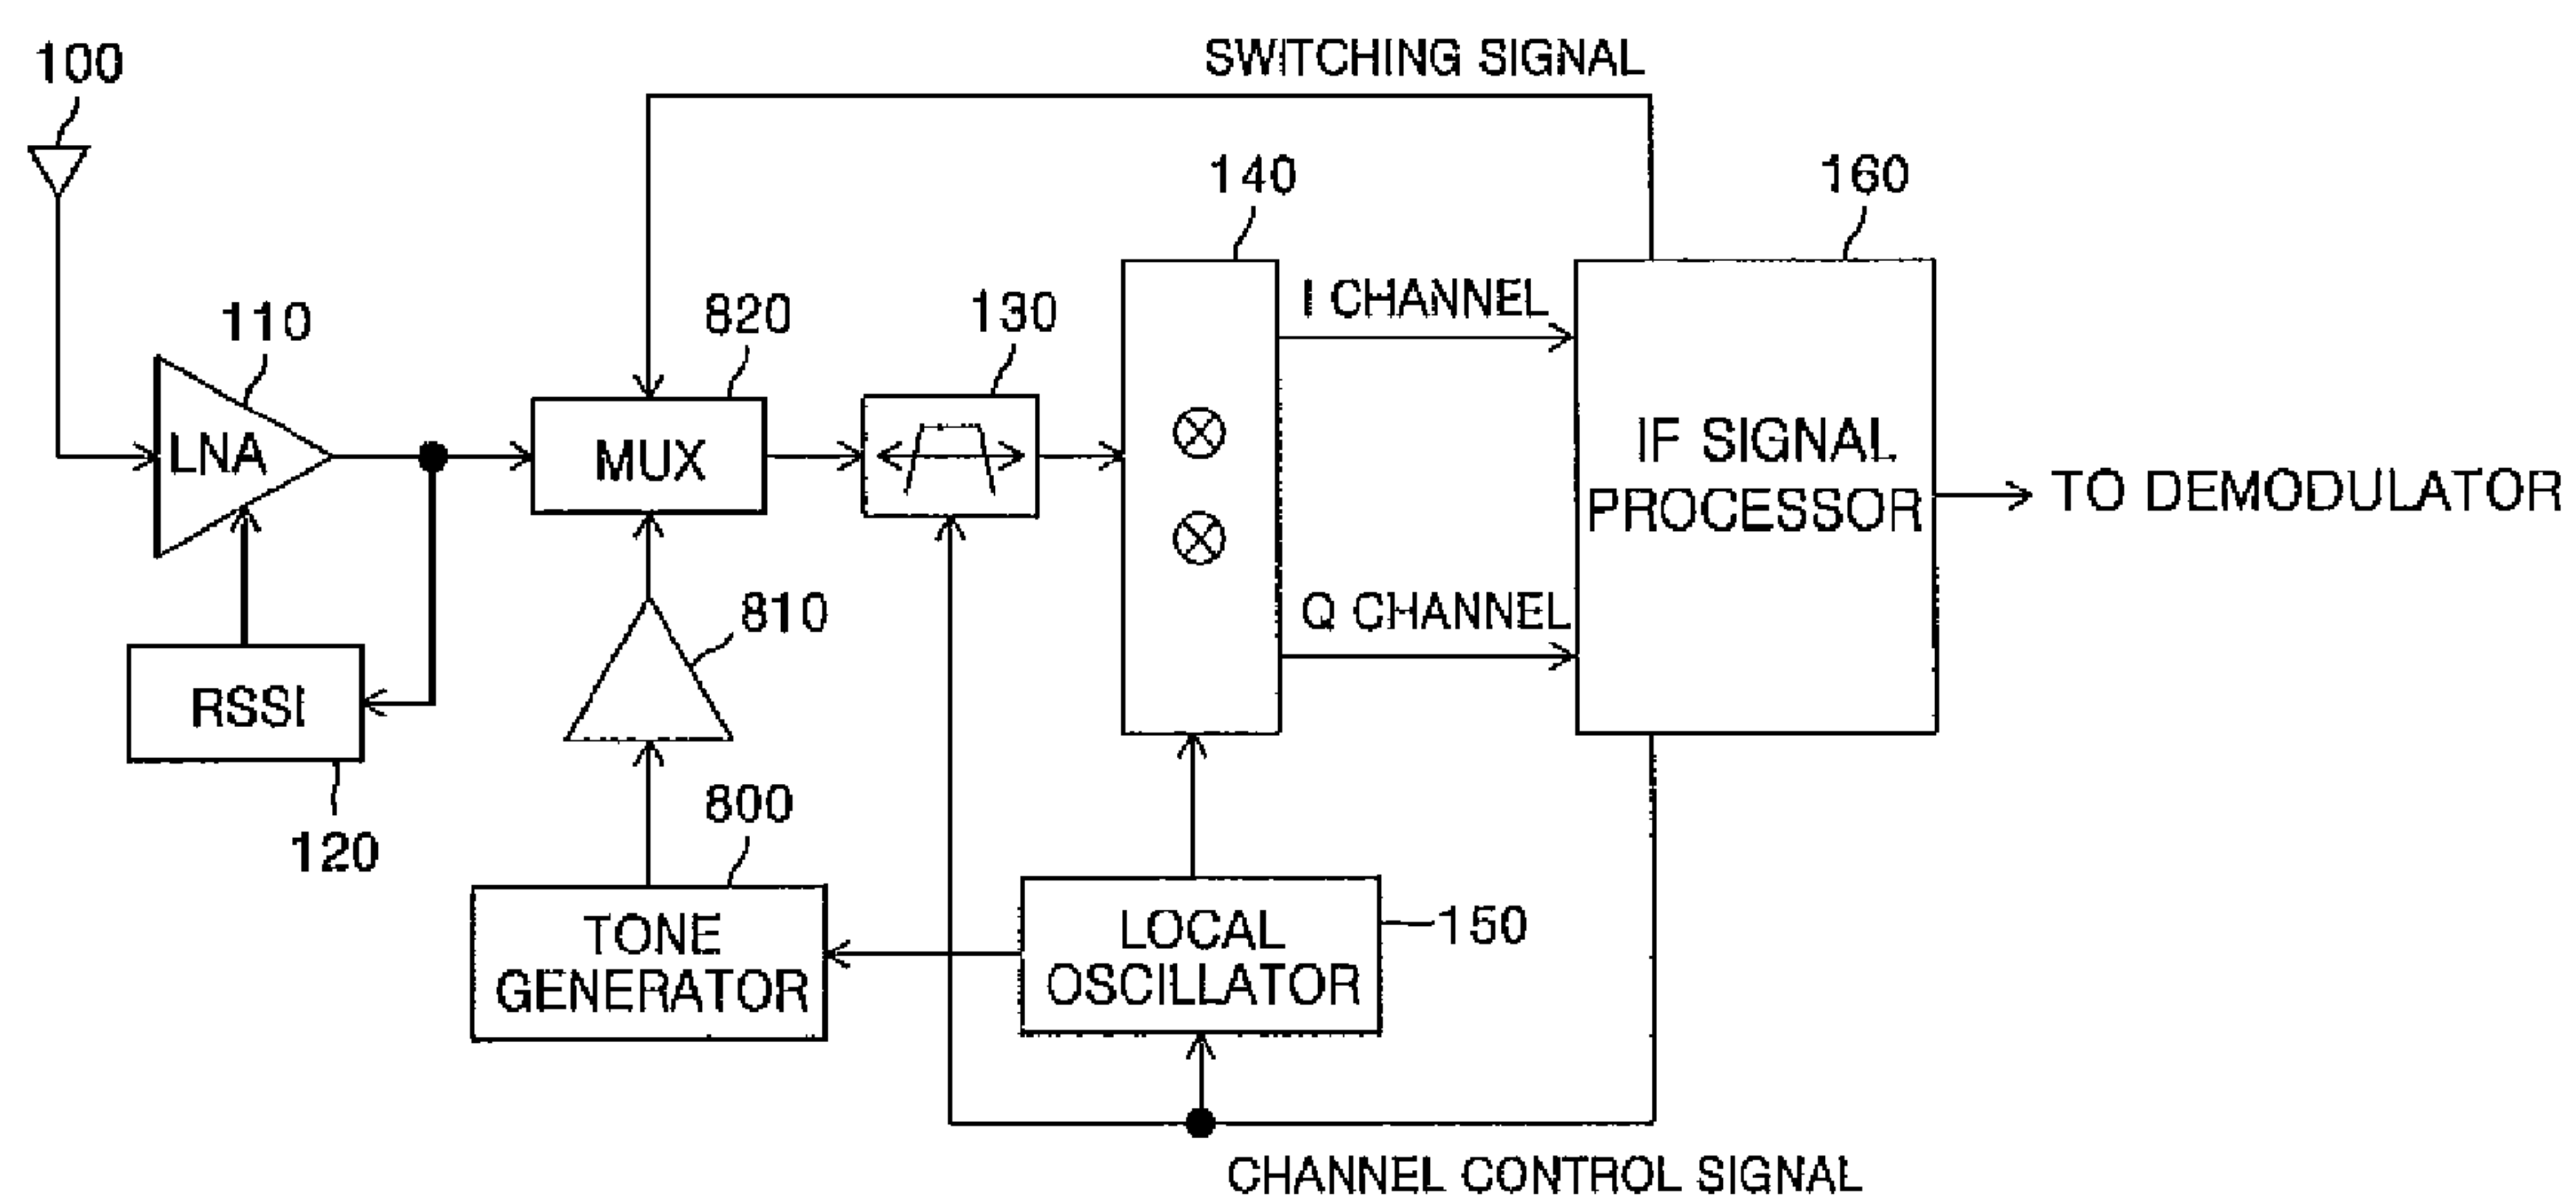 SWITCHING SIGNAL
100
140
160
110
820
130
I CHANNEL
LNA
MUX
IF SIGNAL
PROCESSOR
TO DEMODULATOR
810
Q CHANNEL
RSSI
120
800
TONE
GENERATOR
LOCAL
OSCILLATOR
150
CHANNEL CONTROL SIGNAL